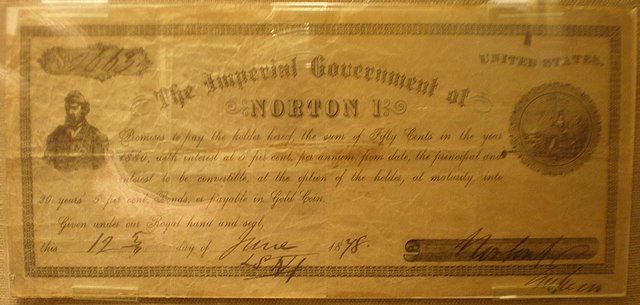 2663
UNITED STATES.
The Imperial Government of
NORTON I.
Promises to pay the holder hereof, the sum of Fifty Cents in the year
1880, with interest at 5 per cent. per annum, from date, the principal and
interest to be convertible, at the option of the holder, at maturity, into
20 years' 5 per cent. Bonds, or payable in Gold Coin.
Given under our Royal hand and seal,
this 12 day of June 1878.
Norton